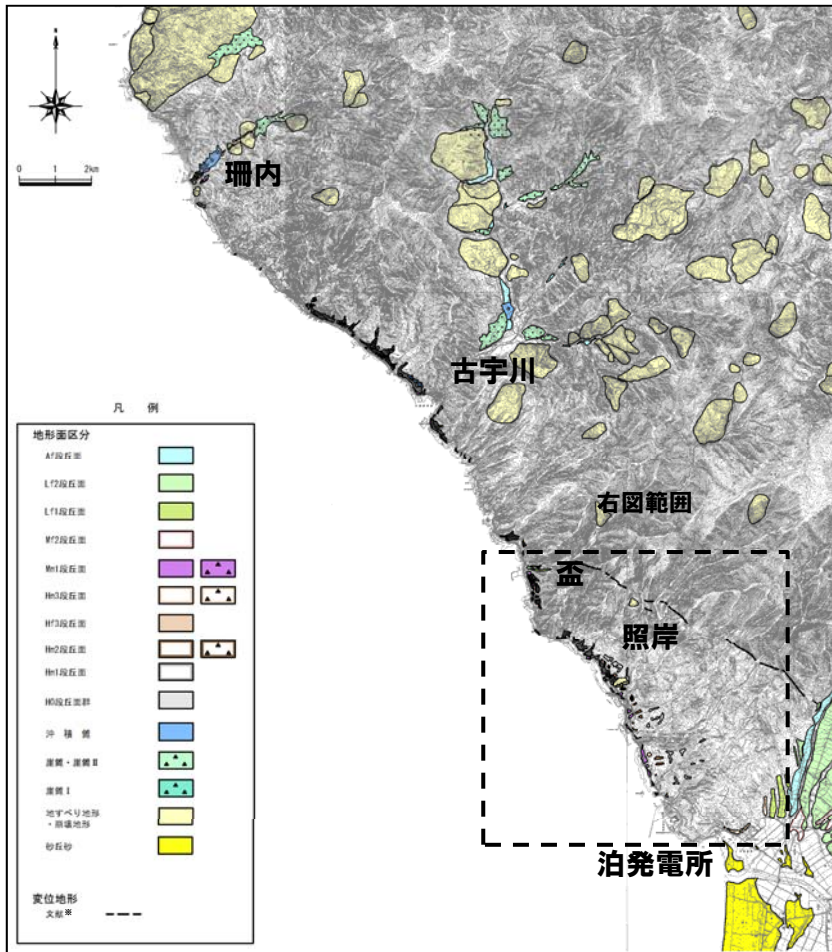 N
0 1 2km
珊内
古宇川
右図範囲
盃
照岸
泊発電所
凡 例
地形面区分
Af段丘面
Lf2段丘面
Lf1段丘面
Mf2段丘面
Mm1段丘面
Hm3段丘面
Hf3段丘面
Hm2段丘面
Hm1段丘面
H0段丘面群
沖 積 錐
崖錐・崖錐Ⅱ
崖錐Ⅰ
地すべり地形
・崩壊地形
砂丘砂
変位地形
文献※